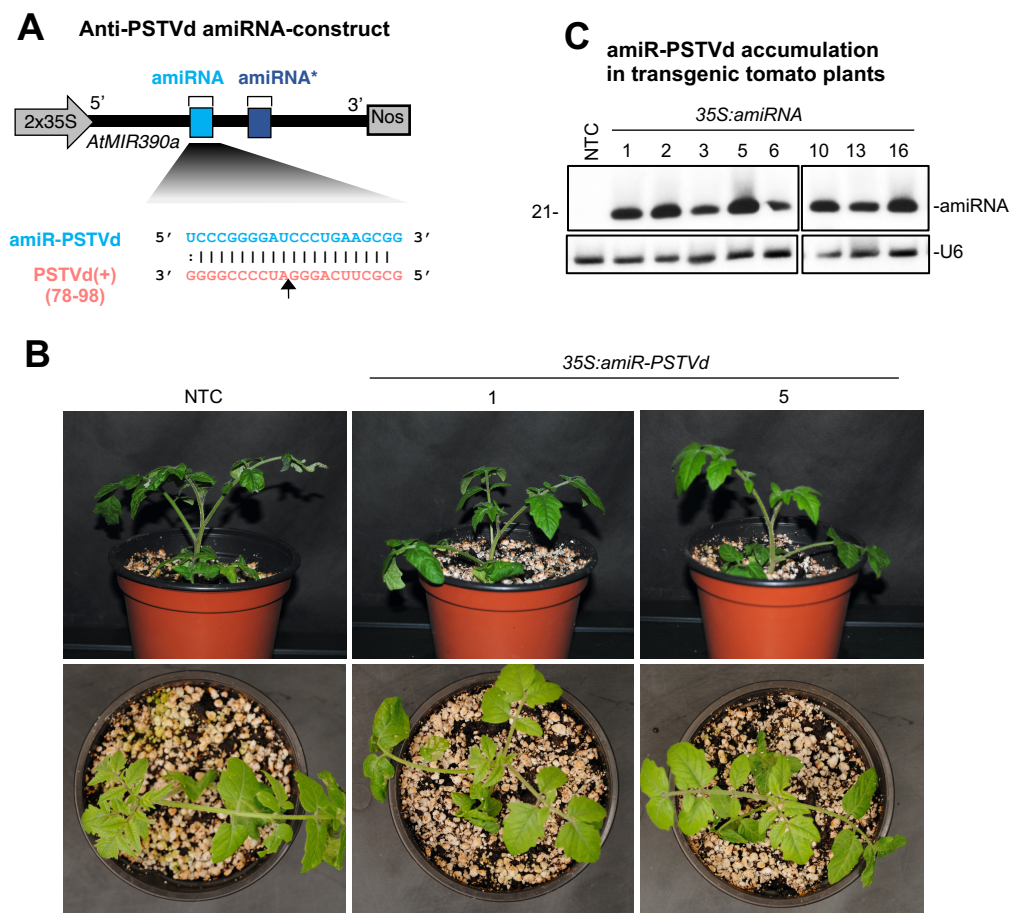 A
Anti-PSTVd amiRNA-construct
amiRNA
amiRNA*
5′
3′
2x35S
Nos
AtMIR390a
amiR-PSTVd 5′ UCCCGGGGAUCCCUGAAGCGG 3′
: | | | | | | | | | | | | | | | | | |
PSTVd(+) 3′ GGGGCCCCUAGGGACUUCGCG 5′
(78-98)
C
amiR-PSTVd accumulation
in transgenic tomato plants
35S:amiRNA
NTC 1 2 3 5 6 10 13 16
21-
-amiRNA
-U6
B
35S:amiR-PSTVd
NTC 1 5